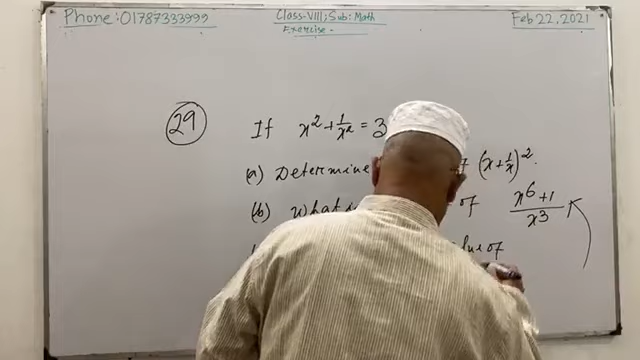 Phone: 01787333999
Class-VIII; Sub: Math
Exercise-
Feb 22, 2021
29
If x² + 1/x² = 3
(a) Determine (x + 1/x)².
(b) what of (x⁶ + 1)/x³
of